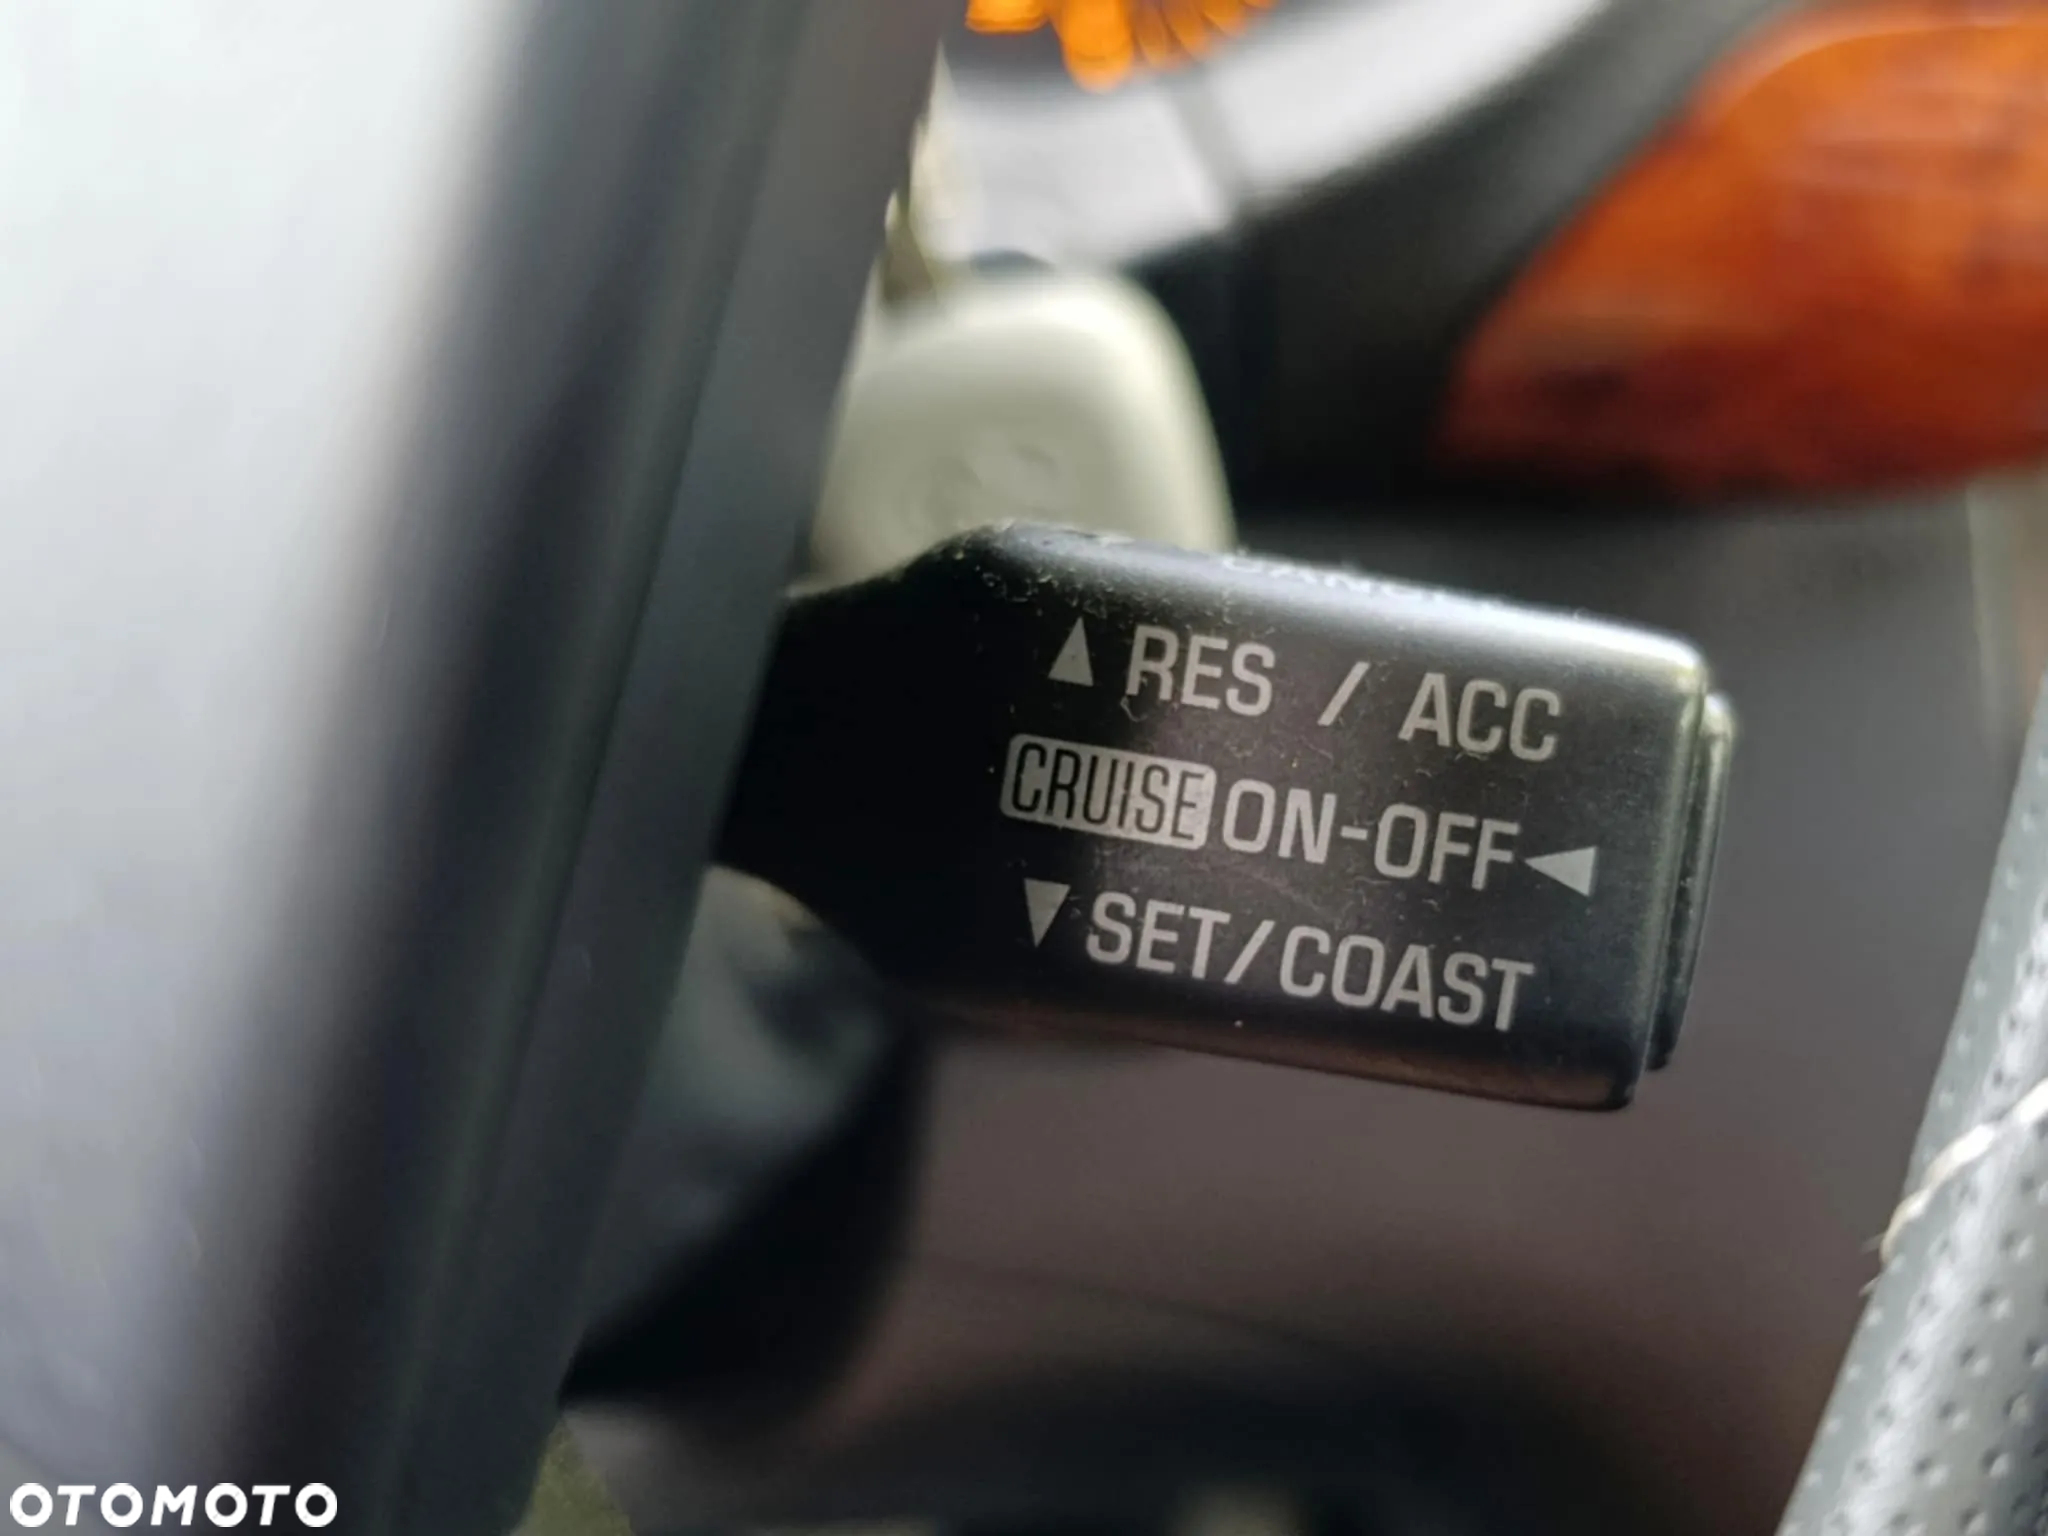 ▲ RES / ACC
CRUISE ON-OFF ◀
▼ SET/COAST
OTOMOTO